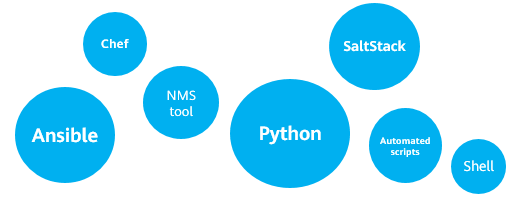 Chef
SaltStack
NMS
tool
Ansible
Python
Automated
scripts
Shell